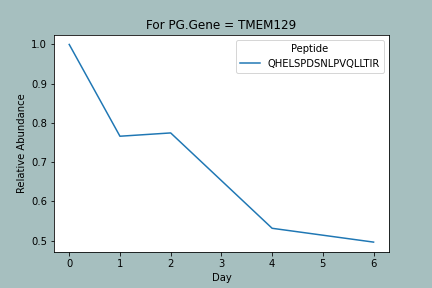 For PG.Gene = TMEM129
Peptide
QHELSPDSNLPVQLLTIR
Relative Abundance
1.0
0.9
0.8
0.7
0.6
0.5
0 1 2 3 4 5 6
Day